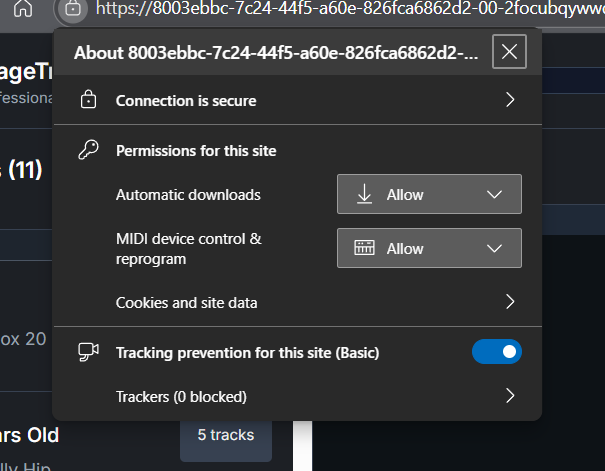 https://8003ebbc-7c24-44f5-a60e-826fca6862d2-00-2focubqyww
About 8003ebbc-7c24-44f5-a60e-826fca6862d2-...
ageTr
fessiona
Connection is secure
Permissions for this site
s (11)
Automatic downloads
Allow
MIDI device control &
reprogram
Allow
Cookies and site data
ox 20
Tracking prevention for this site (Basic)
Trackers (0 blocked)
ars Old
5 tracks
lly Hip